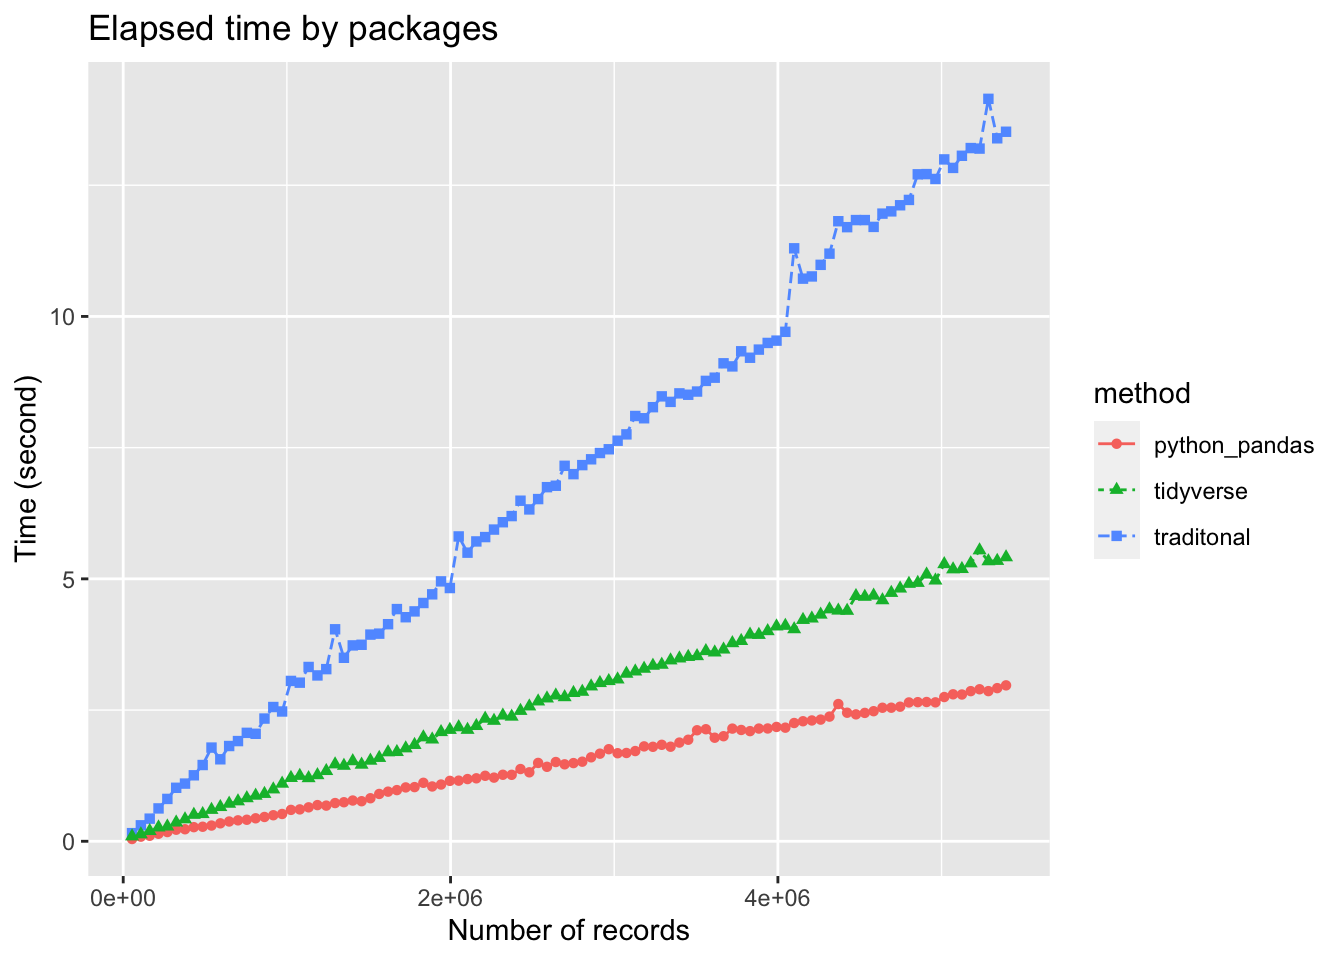 Elapsed time by packages
Time (second)
10
5
0
0e+00
2e+06
4e+06
Number of records
method
python_pandas
tidyverse
traditonal